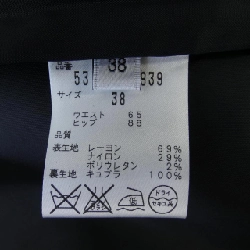 38
品番
53 939
サイズ
38
ウエスト 65
ヒップ 88
品質
表生地 レーヨン 69%
ナイロン 29%
ポリウレタン 2%
裏生地 キュプラ 100%
ドライ